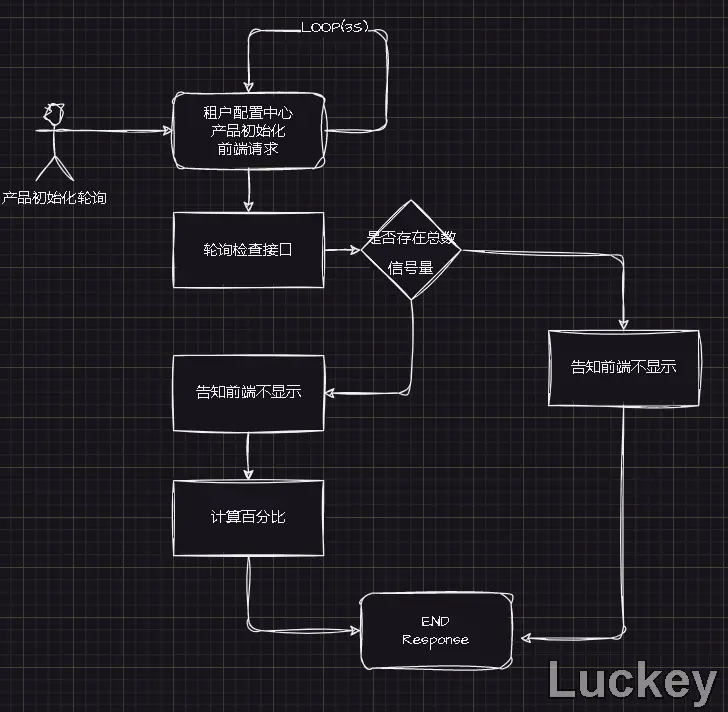 LOOP(3S)
租户配置中心
产品初始化
前端请求
产品初始化轮询
轮询检查接口
是否存在总数
信号量
告知前端不显示
告知前端不显示
计算百分比
END
Response
Luckey